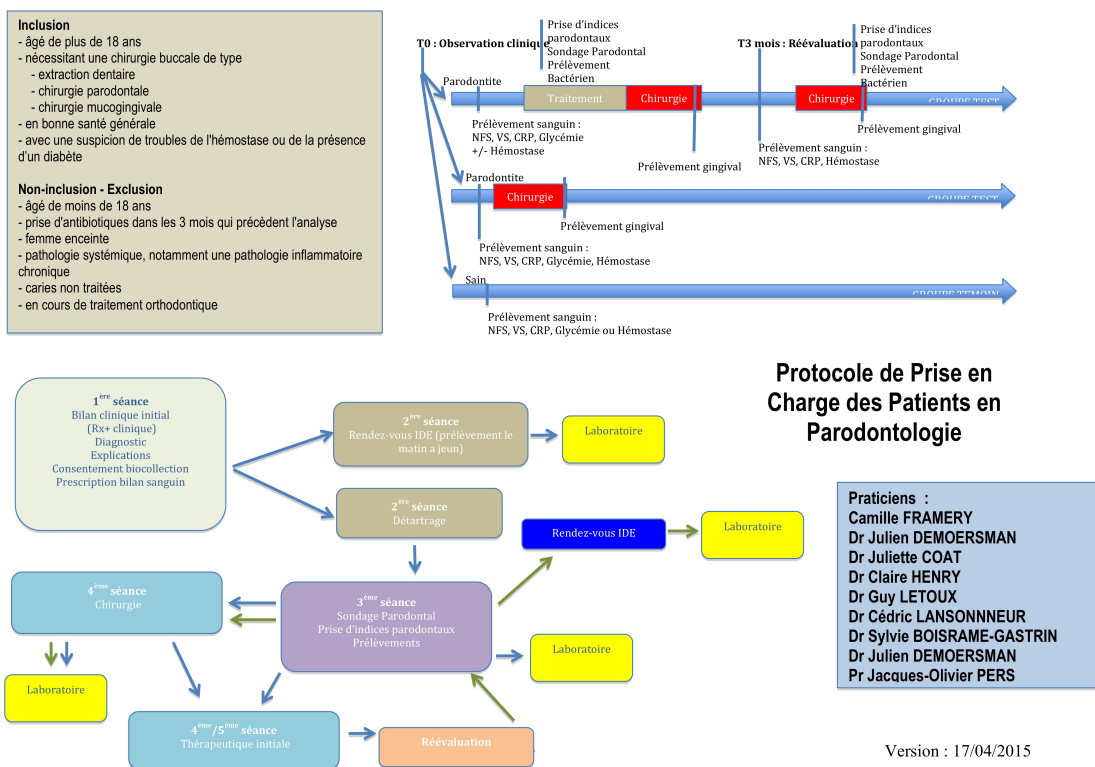 Inclusion
- âgé de plus de 18 ans
- nécessitant une chirurgie buccale de type
- extraction dentaire
- chirurgie parodontale
- chirurgie mucogingivale
- en bonne santé générale
- avec une suspicion de troubles de l'hémostase ou de la présence
d'un diabète
Non-inclusion - Exclusion
- âgé de moins de 18 ans
- prise d'antibiotiques dans les 3 mois qui précèdent l'analyse
- femme enceinte
- pathologie systémique, notamment une pathologie inflammatoire
chronique
- caries non traitées
- en cours de traitement orthodontique
T0 : Observation clinique
Prise d'indices
parodontaux
Sondage Parodontal
Prélèvement
Bactérien
T3 mois : Réévaluation
Prise d'indices
parodontaux
Sondage Parodontal
Prélèvement
Bactérien
Parodontite
Traitement
Chirurgie
Chirurgie
GROUPE TEST
Prélèvement sanguin :
NFS, VS, CRP, Glycémie
+/- Hémostase
Prélèvement gingival
Prélèvement sanguin :
NFS, VS, CRP, Hémostase
Prélèvement gingival
Parodontite
Chirurgie
GROUPE TEST
Prélèvement gingival
Prélèvement sanguin :
NFS, VS, CRP, Glycémie, Hémostase
Sain
GROUPE TEMOIN
Prélèvement sanguin :
NFS, VS, CRP, Glycémie ou Hémostase
Protocole de Prise en
Charge des Patients en
Parodontologie
1ère séance
Bilan clinique initial
(Rx+ clinique)
Diagnostic
Explications
Consentement biocollection
Prescription bilan sanguin
2ère séance
Rendez-vous IDE (prélèvement le
matin a jeun)
Laboratoire
2ère séance
Détartrage
Rendez-vous IDE
Laboratoire
4ème séance
Chirurgie
3ème séance
Sondage Parodontal
Prise d'indices parodontaux
Prélèvements
Laboratoire
Laboratoire
4ème/5ème séance
Thérapeutique initiale
Réévaluation
Praticiens :
Camille FRAMERY
Dr Julien DEMOERSMAN
Dr Juliette COAT
Dr Claire HENRY
Dr Guy LETOUX
Dr Cédric LANSONNNEUR
Dr Sylvie BOISRAME-GASTRIN
Dr Julien DEMOERSMAN
Pr Jacques-Olivier PERS
Version : 17/04/2015